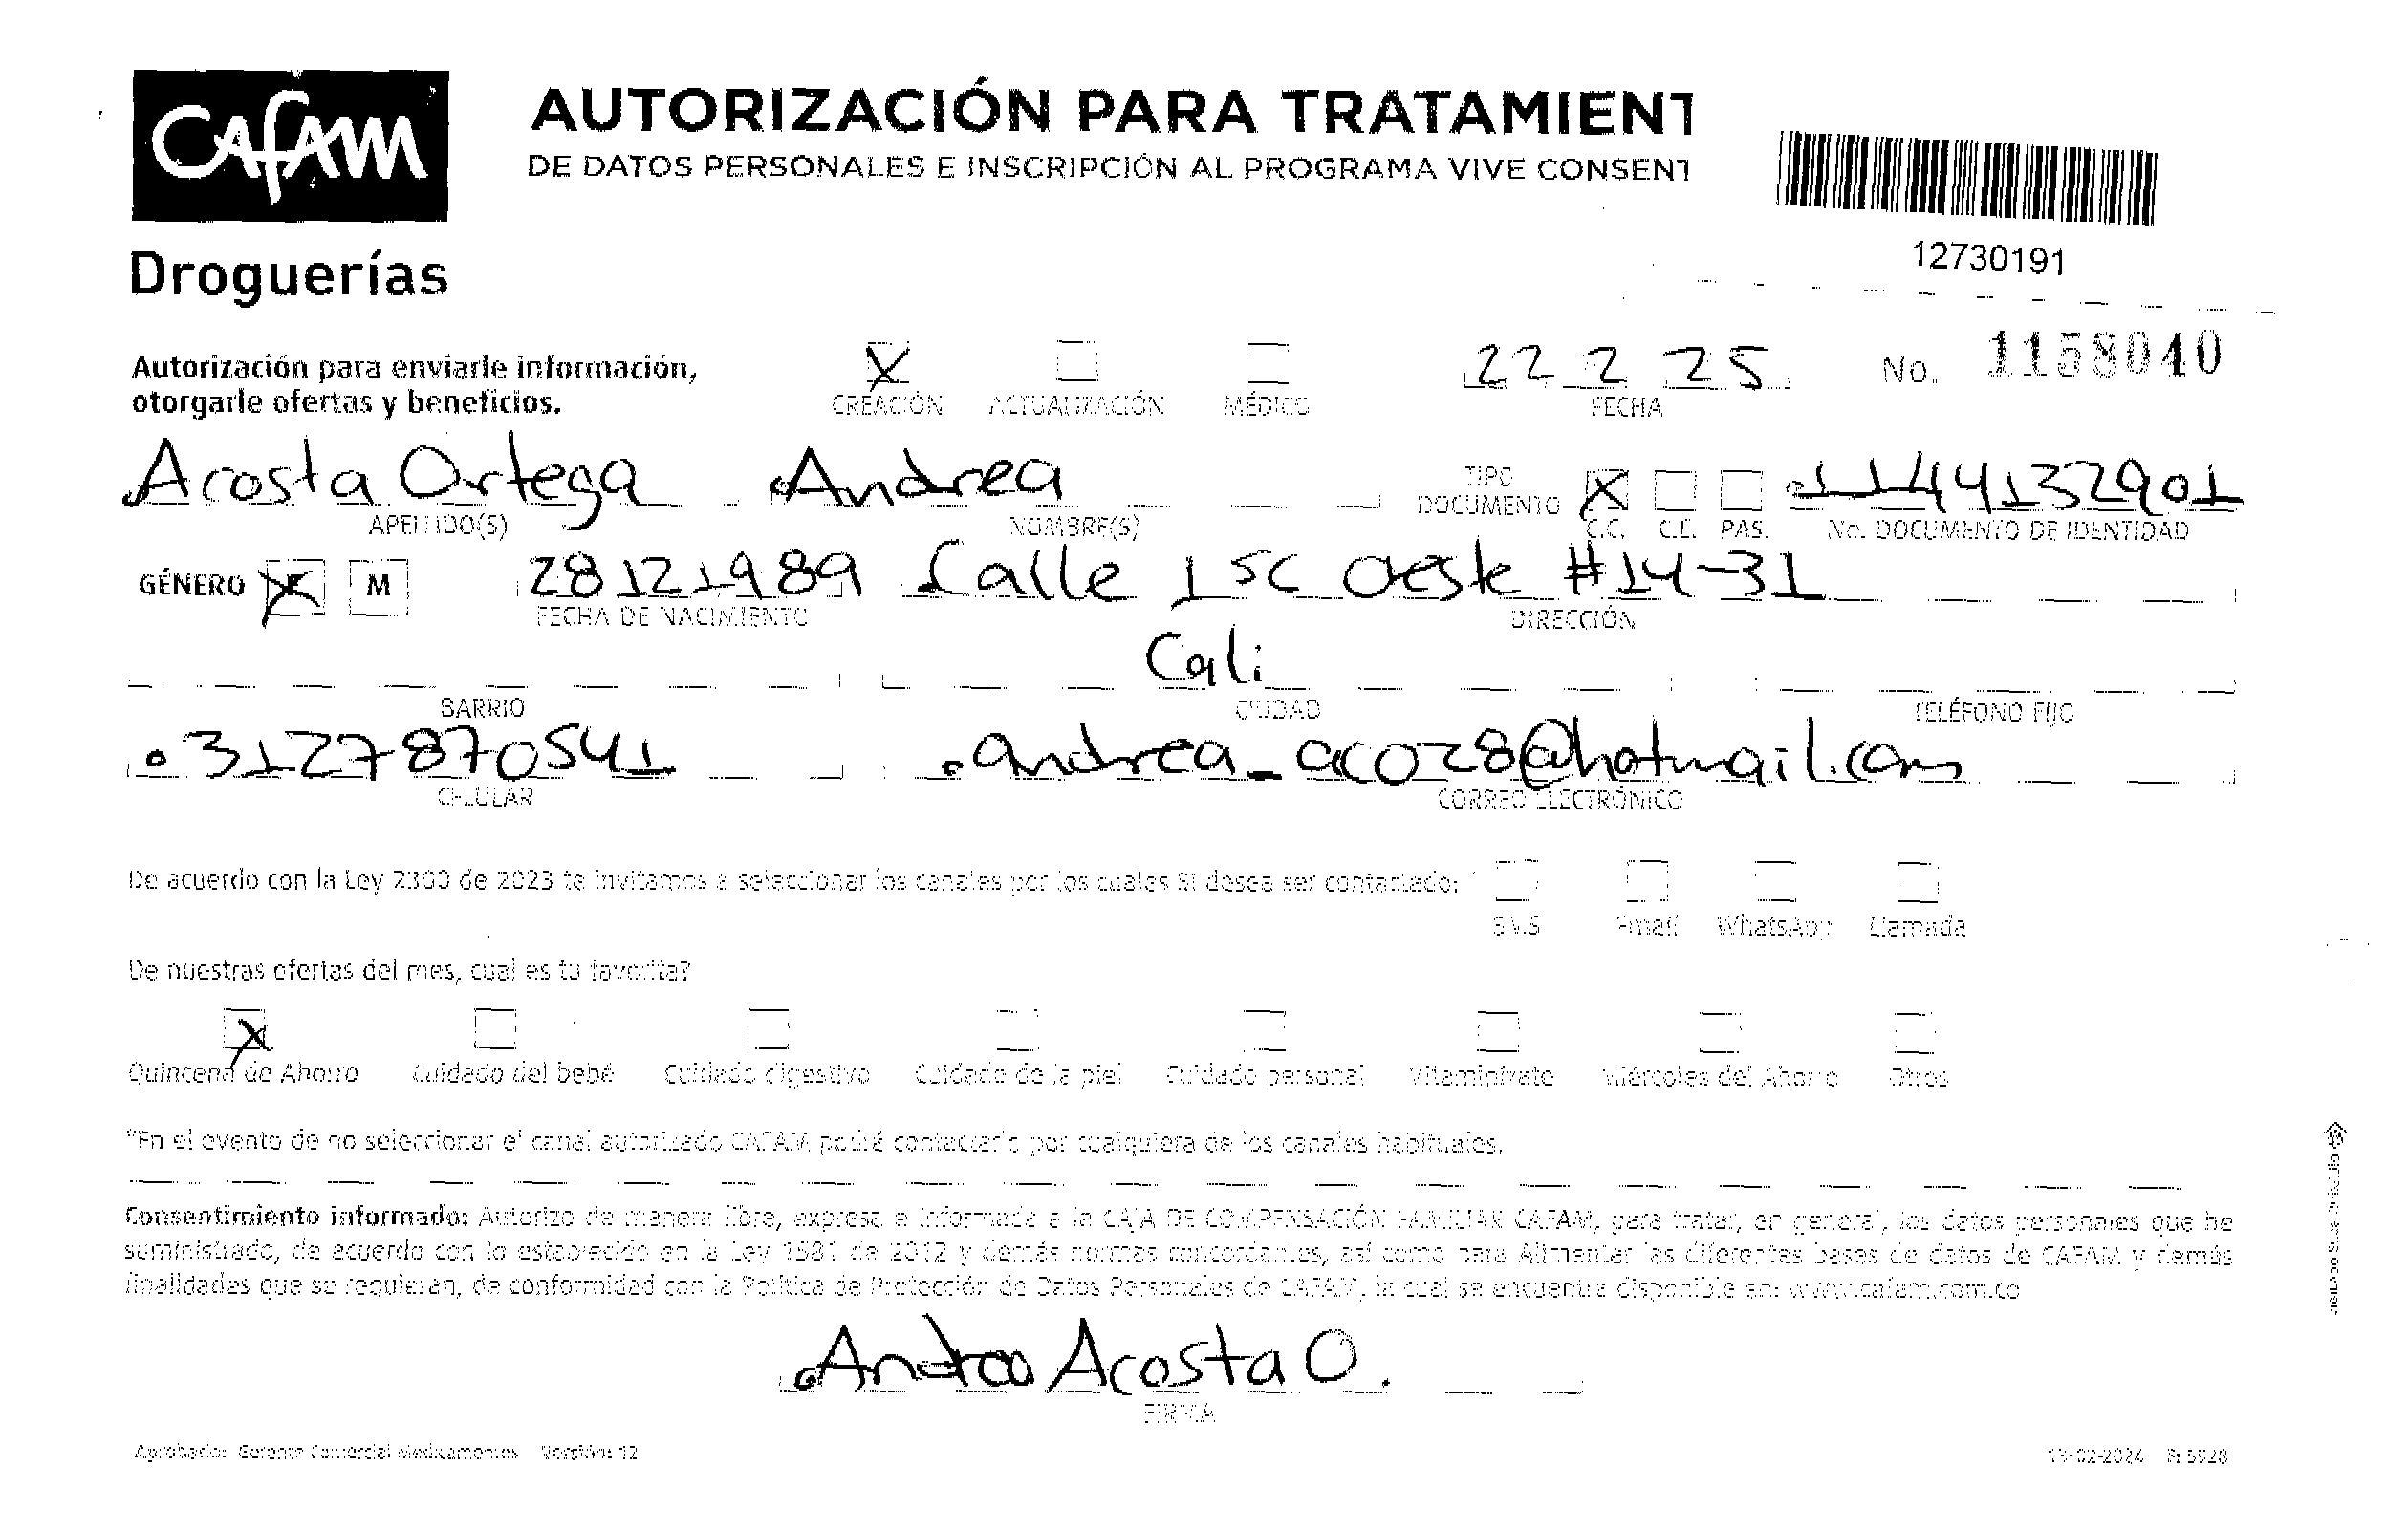 CAFAM
Droguerías
AUTORIZACIÓN PARA TRATAMIENT
DE DATOS PERSONALES E INSCRIPCIÓN AL PROGRAMA VIVE CONSENT
12730191
Autorización para enviarle información,
otorgarle ofertas y beneficios.
X
CREACIÓN ACTUALIZACIÓN MÉDICO
22 2 25
FECHA
No. 1158040
Acosta Ortega Andrea
APELLIDO(S) NOMBRE(S)
TIPO DOCUMENTO X 1144132901
C.C. C.E. PAS. No. DOCUMENTO DE IDENTIDAD
GÉNERO F M 28121989 Calle 1 5C Oeste #14-31
FECHA DE NACIMIENTO DIRECCIÓN
Cali
BARRIO CIUDAD TELÉFONO FIJO
3127870541 andrea_aco28@hotmail.com
CELULAR CORREO ELECTRÓNICO
De acuerdo con la Ley 2300 de 2023 te invitamos a seleccionar los canales por los cuales SI desea ser contactado:
SMS Email WhatsApp Llamada
De nuestras ofertas del mes, cual es tu favorita?
X
Quincena de Ahorro Cuidado del bebé Cuidado digestivo Cuidado de la piel Cuidado personal Vitamínizate Miércoles del Ahorro Otros
*En el evento de no seleccionar el canal autorizado CAFAM podrá contactarlo por cualquiera de los canales habituales.
Consentimiento informado: Autorizo de manera libre, expresa e informada a la CAJA DE COMPENSACIÓN FAMILIAR CAFAM, para tratar, en general, los datos personales que he
suministrado, de acuerdo con lo establecido en la Ley 1581 de 2012 y demás normas concordantes, así como para Alimentar las diferentes bases de datos de CAFAM y demás
finalidades que se requieran, de conformidad con la Política de Protección de Datos Personales de CAFAM, la cual se encuentra disponible en: www.cafam.com.co
Andrea Acosta O.
FIRMA
Aprobado: Gerente Comercial Medicamentos Versión: 12